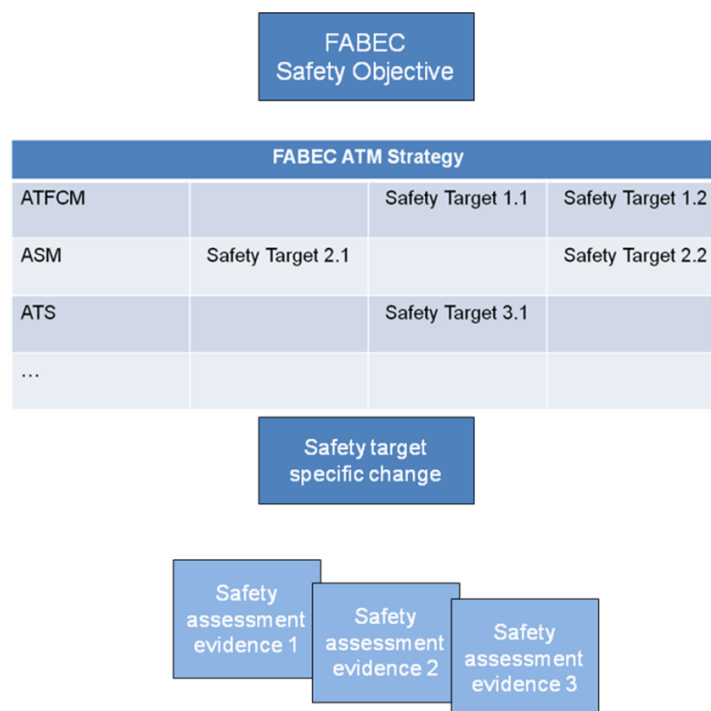 FABEC
Safety Objective
FABEC ATM Strategy
ATFCM Safety Target 1.1 Safety Target 1.2
ASM Safety Target 2.1 Safety Target 2.2
ATS Safety Target 3.1
...
Safety target
specific change
Safety
assessment
evidence 1
Safety
assessment
evidence 2
Safety
assessment
evidence 3